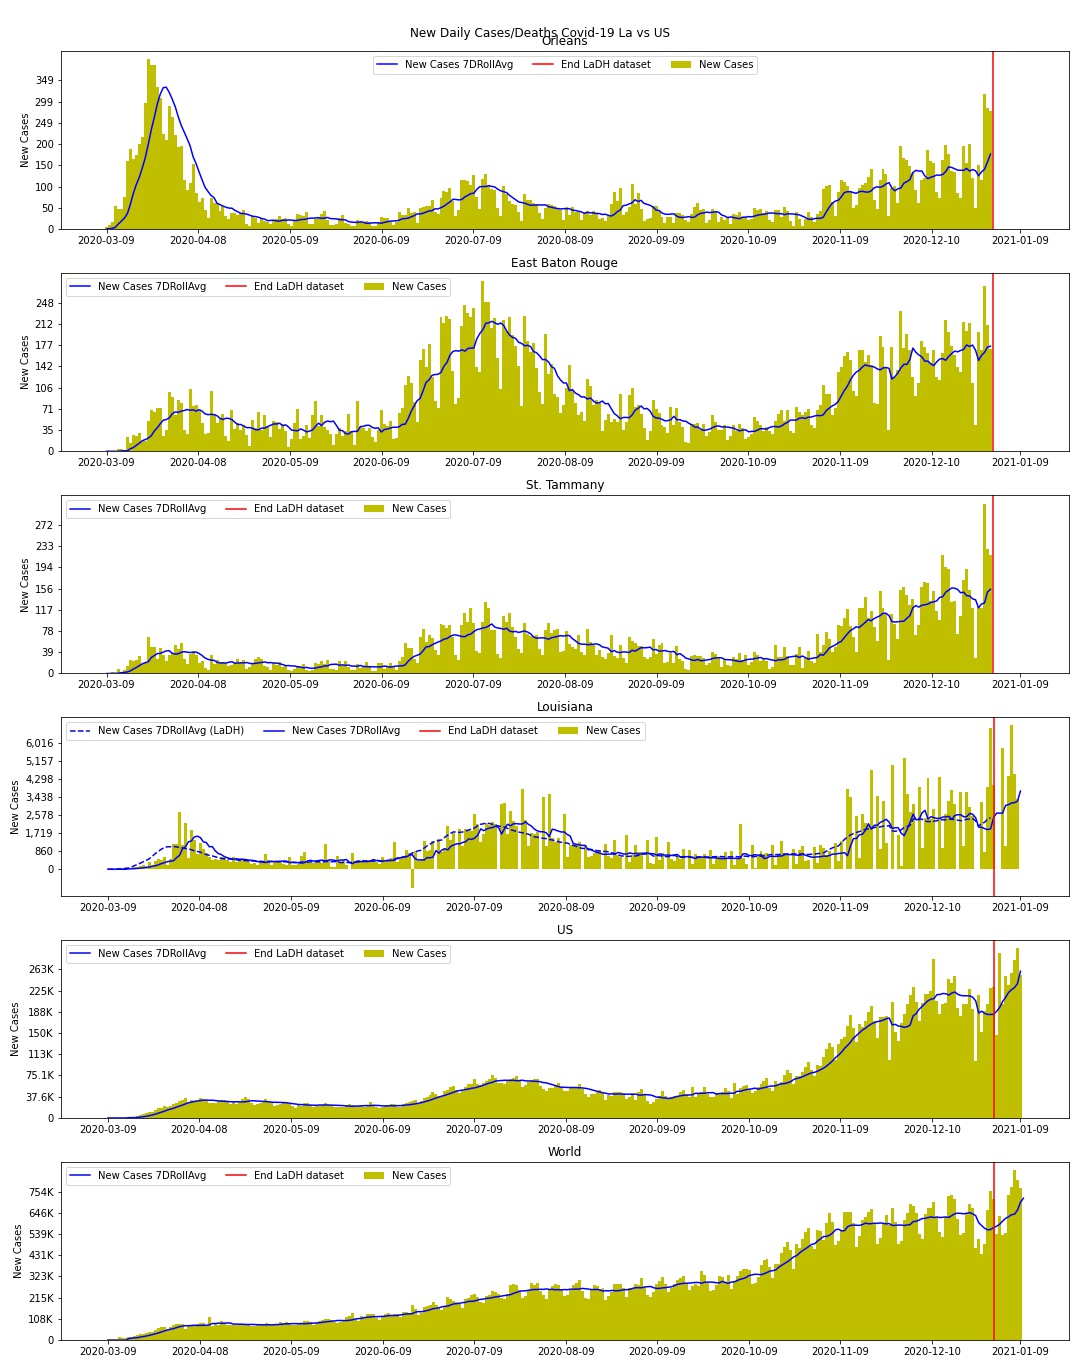 New Daily Cases/Deaths Covid-19 La vs US
Orleans
New Cases 7DRollAvg End LaDH dataset New Cases
New Cases
349
299
249
200
150
100
50
0
2020-03-09 2020-04-08 2020-05-09 2020-06-09 2020-07-09 2020-08-09 2020-09-09 2020-10-09 2020-11-09 2020-12-10 2021-01-09
East Baton Rouge
New Cases 7DRollAvg End LaDH dataset New Cases
New Cases
248
212
177
142
106
71
35
0
2020-03-09 2020-04-08 2020-05-09 2020-06-09 2020-07-09 2020-08-09 2020-09-09 2020-10-09 2020-11-09 2020-12-10 2021-01-09
St. Tammany
New Cases 7DRollAvg End LaDH dataset New Cases
New Cases
272
233
194
156
117
78
39
0
2020-03-09 2020-04-08 2020-05-09 2020-06-09 2020-07-09 2020-08-09 2020-09-09 2020-10-09 2020-11-09 2020-12-10 2021-01-09
Louisiana
New Cases 7DRollAvg (LaDH) New Cases 7DRollAvg End LaDH dataset New Cases
New Cases
6,016
5,157
4,298
3,438
2,578
1,719
860
0
2020-03-09 2020-04-08 2020-05-09 2020-06-09 2020-07-09 2020-08-09 2020-09-09 2020-10-09 2020-11-09 2020-12-10 2021-01-09
US
New Cases 7DRollAvg End LaDH dataset New Cases
New Cases
263K
225K
188K
150K
113K
75.1K
37.6K
0
2020-03-09 2020-04-08 2020-05-09 2020-06-09 2020-07-09 2020-08-09 2020-09-09 2020-10-09 2020-11-09 2020-12-10 2021-01-09
World
New Cases 7DRollAvg End LaDH dataset New Cases
New Cases
754K
646K
539K
431K
323K
215K
108K
0
2020-03-09 2020-04-08 2020-05-09 2020-06-09 2020-07-09 2020-08-09 2020-09-09 2020-10-09 2020-11-09 2020-12-10 2021-01-09